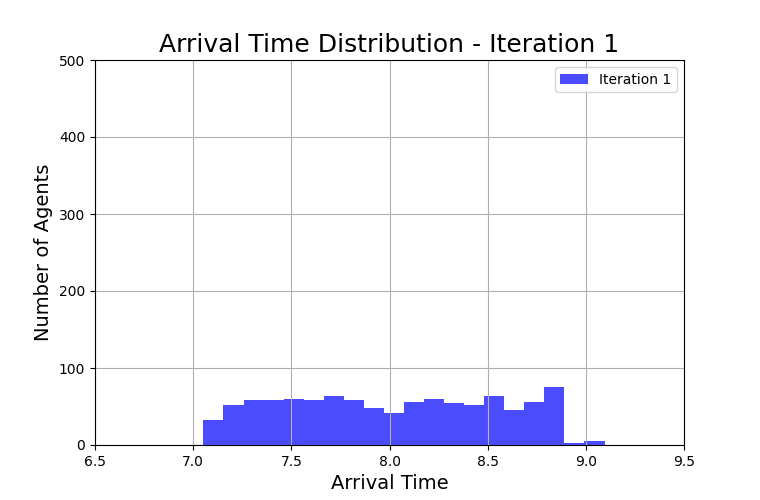 Arrival Time Distribution - Iteration 1
500
Iteration 1
400
300
200
100
0
Number of Agents
6.5 7.0 7.5 8.0 8.5 9.0 9.5
Arrival Time